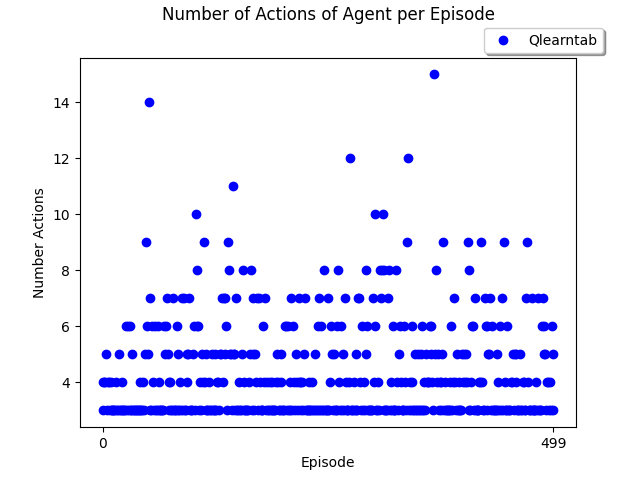 Number of Actions of Agent per Episode
Qlearntab
Number Actions
14
12
10
8
6
4
0
499
Episode